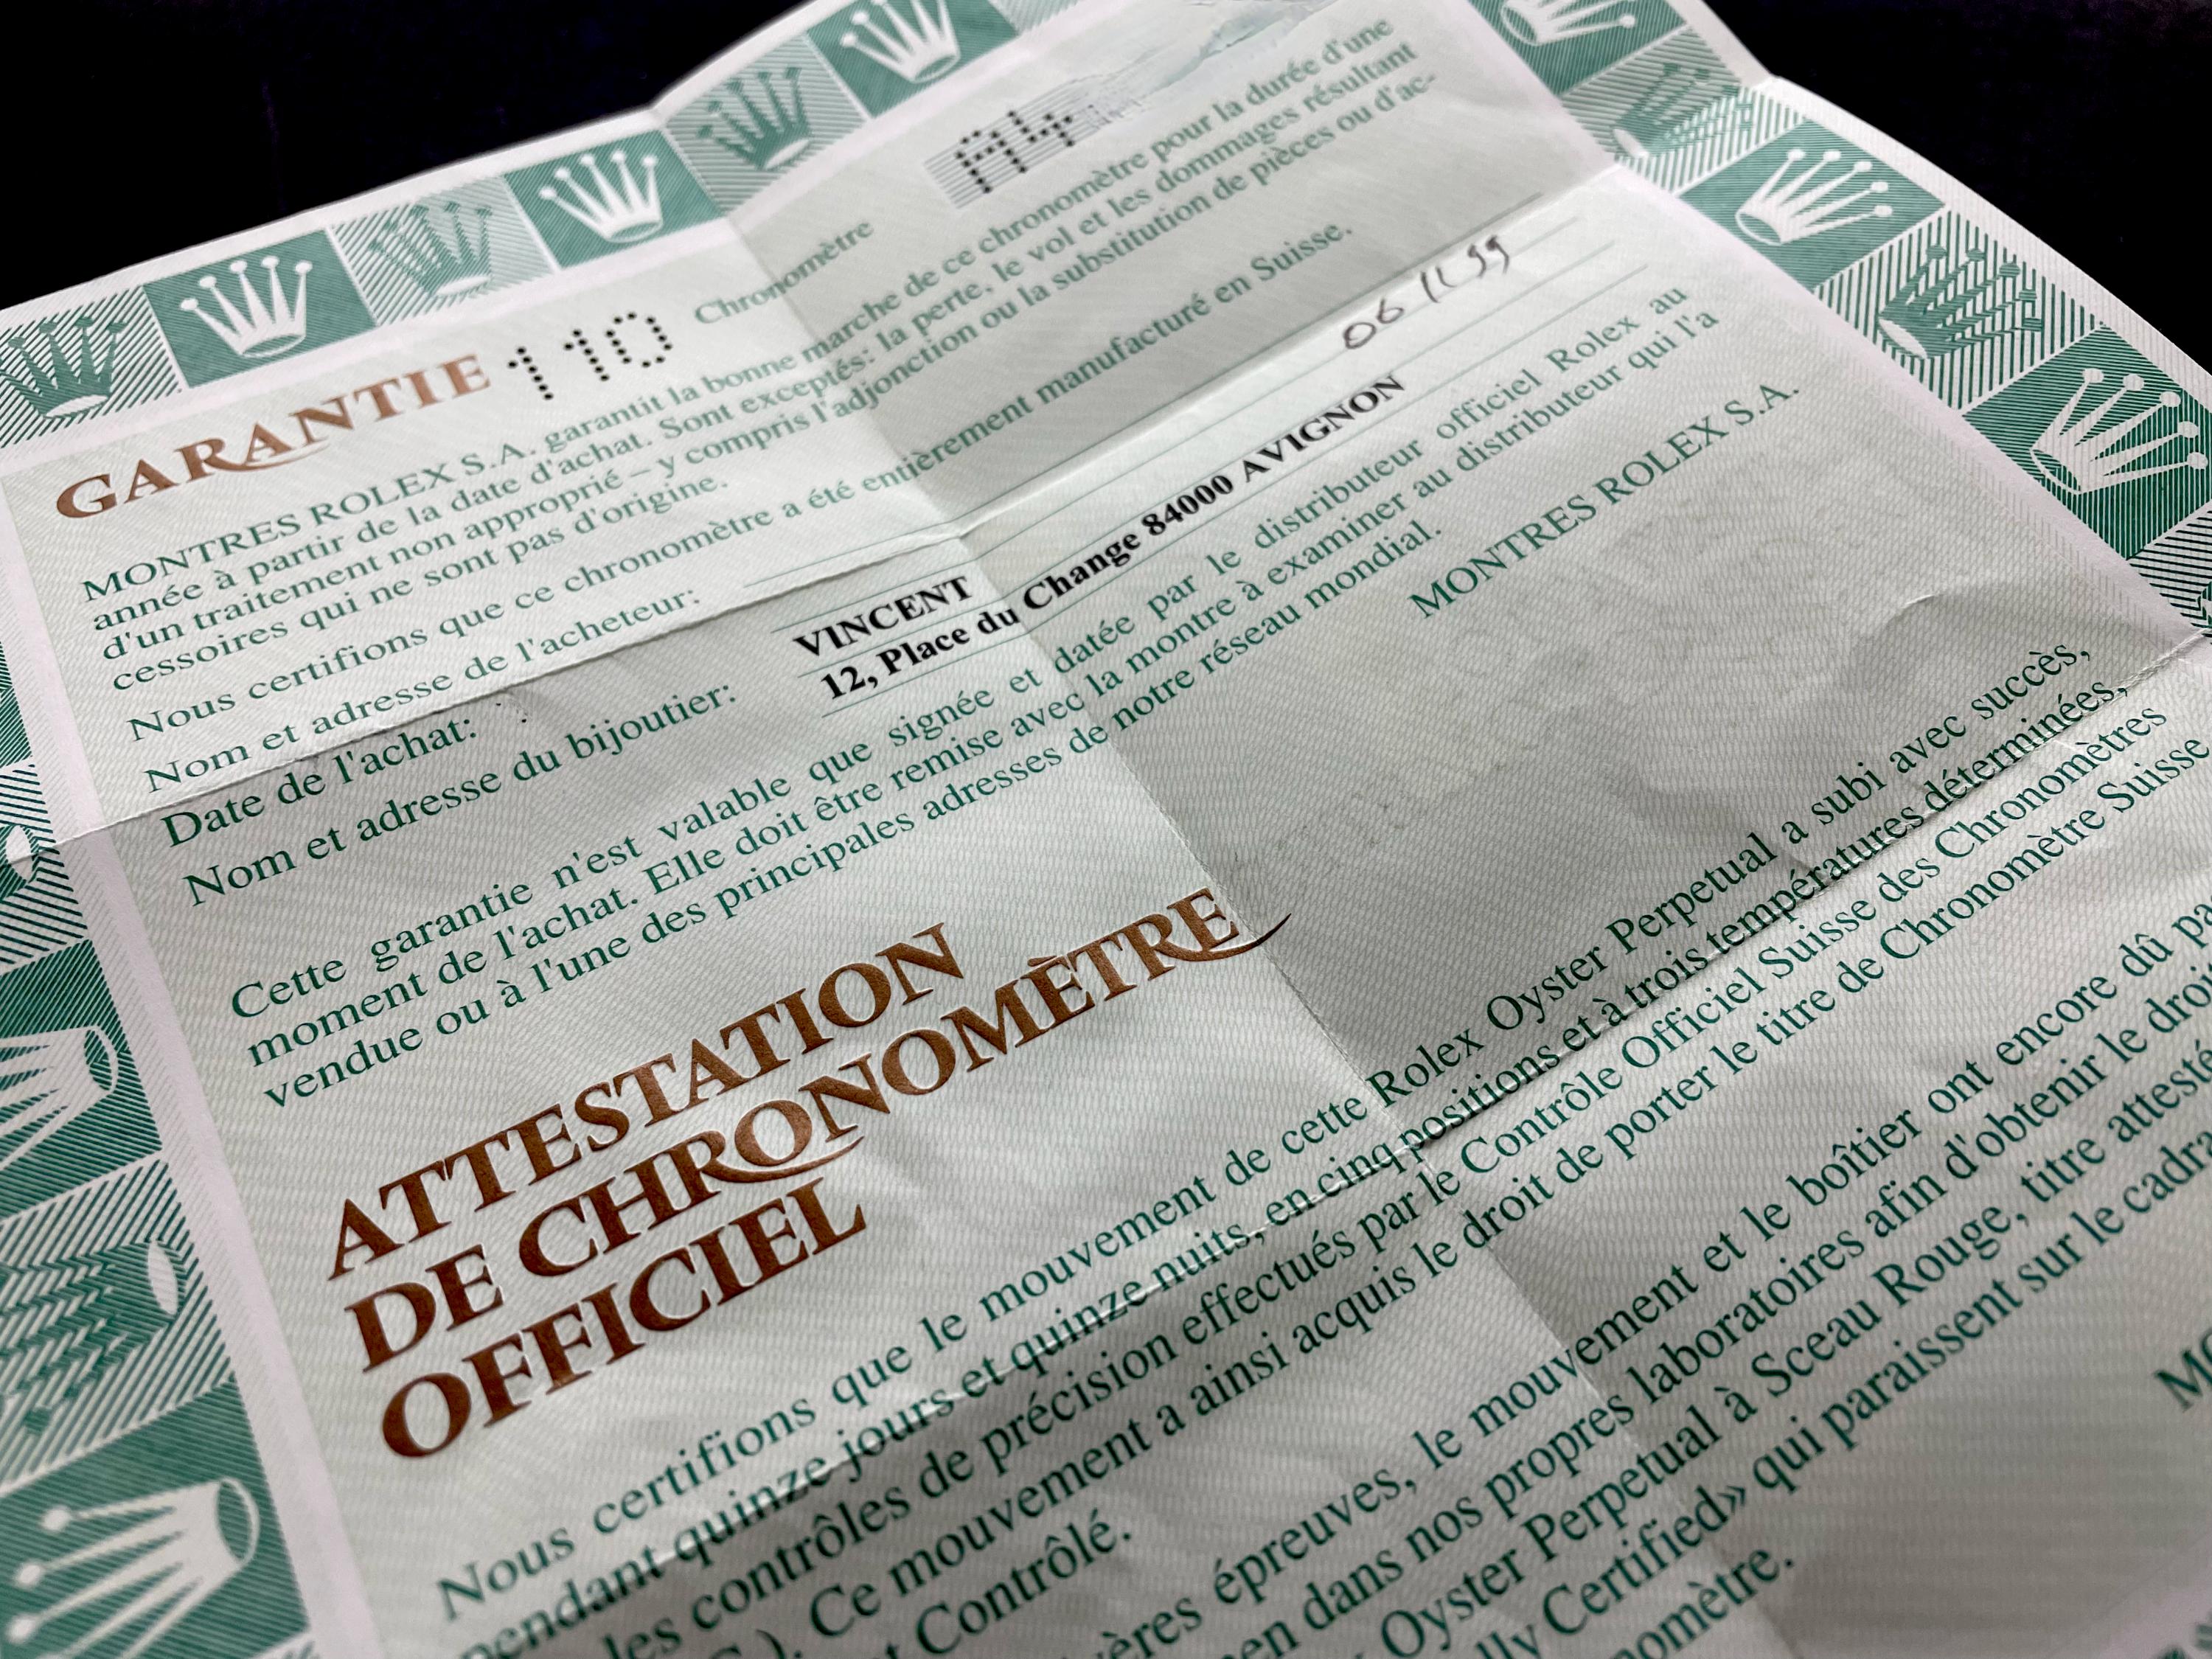 GARANTIE 110 Chronomètre A4
MONTRES ROLEX S.A. garantit la bonne marche de ce chronomètre pour la durée d'une
année à partir de la date d'achat. Sont exceptés: la perte, le vol et les dommages résultant
d'un traitement non approprié – y compris l'adjonction ou la substitution de pièces ou d'ac-
cessoires qui ne sont pas d'origine.
Nous certifions que ce chronomètre a été entièrement manufacturé en Suisse.
Nom et adresse de l'acheteur:
Date de l'achat: 06 11 99
Nom et adresse du bijoutier: VINCENT
12, Place du Change 84000 AVIGNON
Cette garantie n'est valable que signée et datée par le distributeur officiel Rolex au
moment de l'achat. Elle doit être remise avec la montre à examiner au distributeur qui l'a
vendue ou à l'une des principales adresses de notre réseau mondial.
MONTRES ROLEX S.A.
ATTESTATION
DE CHRONOMÈTRE
OFFICIEL
Nous certifions que le mouvement de cette Rolex Oyster Perpetual a subi avec succès,
pendant quinze jours et quinze nuits, en cinq positions et à trois températures déterminées,
les contrôles de précision effectués par le Contrôle Officiel Suisse des Chronomètres
Ce mouvement a ainsi acquis le droit de porter le titre de Chronomètre Suisse
Contrôlé.
épreuves, le mouvement et le boîtier ont encore dû
dans nos propres laboratoires afin d'obtenir le droit
Oyster Perpetual à Sceau Rouge, titre attesté
Certified» qui paraissent sur le